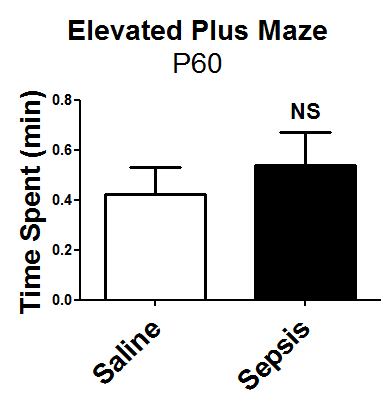 Elevated Plus Maze
P60
Time Spent (min)
0.8
0.6
0.4
0.2
0.0
NS
Saline
Sepsis